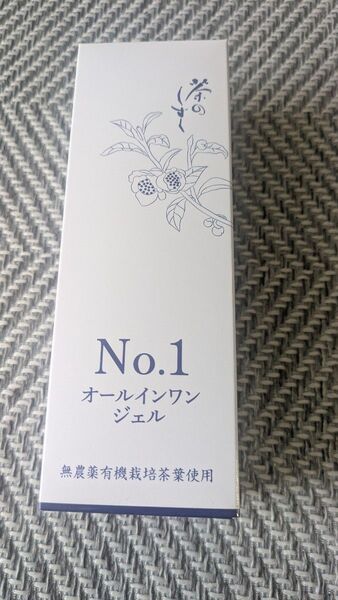 茶のしずく
No.1
オールインワン
ジェル
無農薬有機栽培茶葉使用